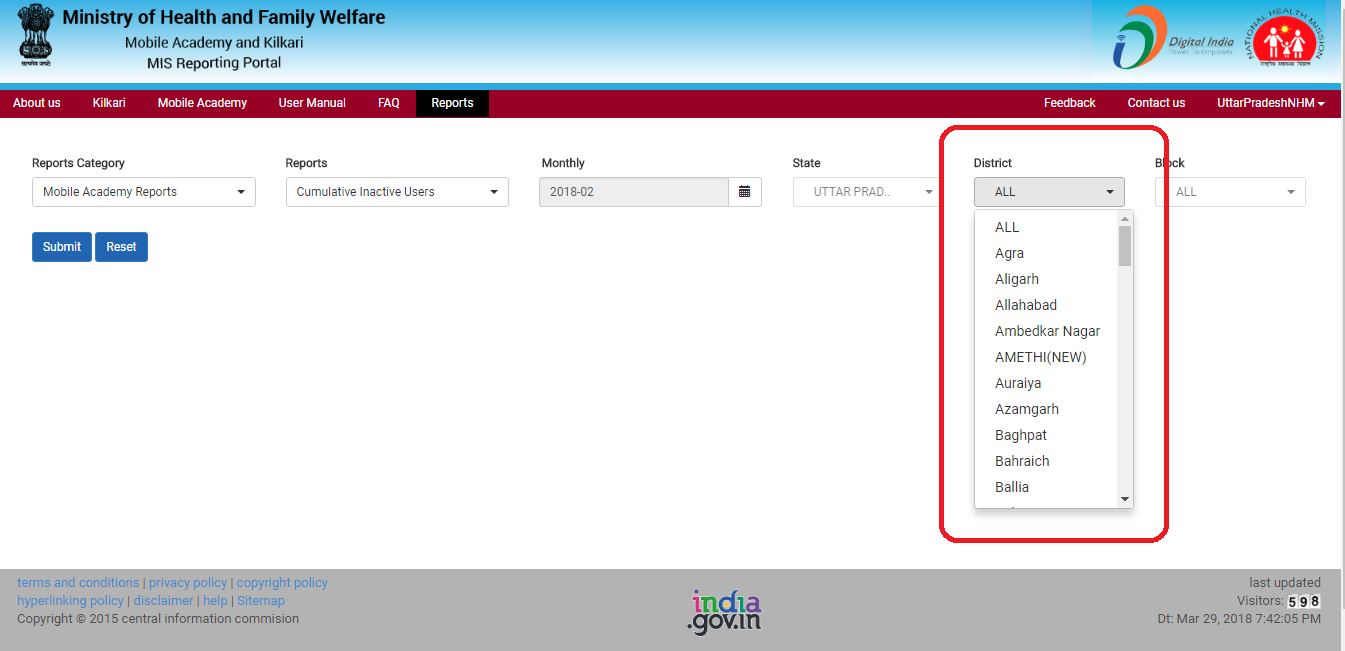 Ministry of Health and Family Welfare
Mobile Academy and Kilkari
MIS Reporting Portal
सत्यमेव जयते
Digital India
Power To Empower
NATIONAL HEALTH MISSION
राष्ट्रीय स्वास्थ्य मिशन
About us Kilkari Mobile Academy User Manual FAQ Reports Feedback Contact us UttarPradeshNHM
Reports Category Reports Monthly State District Block
Mobile Academy Reports Cumulative Inactive Users 2018-02 UTTAR PRAD.. ALL ALL
Submit Reset
ALL
Agra
Aligarh
Allahabad
Ambedkar Nagar
AMETHI(NEW)
Auraiya
Azamgarh
Baghpat
Bahraich
Ballia
terms and conditions | privacy policy | copyright policy
hyperlinking policy | disclaimer | help | Sitemap
Copyright © 2015 central information commision
india
.gov.in
last updated
Visitors: 598
Dt: Mar 29, 2018 7:42:05 PM